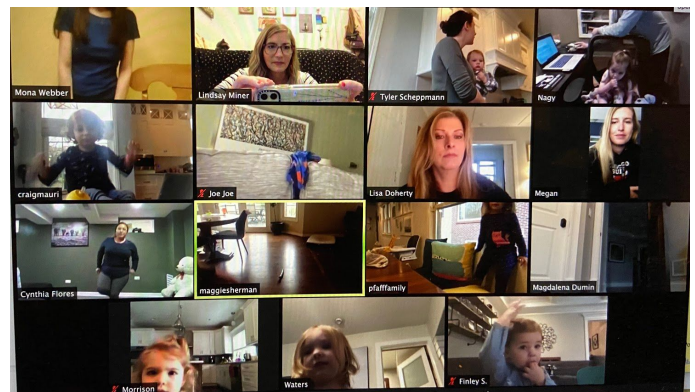 Mona Webber
Lindsay Miner
Tyler Scheppmann
Nagy
craigmauri
Joe Joe
Lisa Doherty
Megan
Cynthia Flores
maggiesherman
pfafffamily
Magdalena Dumin
Morrison
Waters
Finley S.